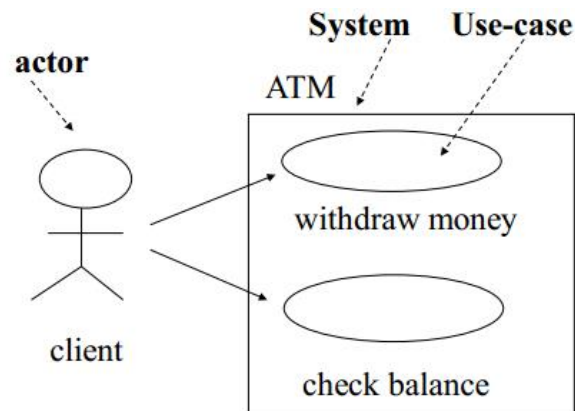 System Use-case
actor
ATM
withdraw money
client
check balance